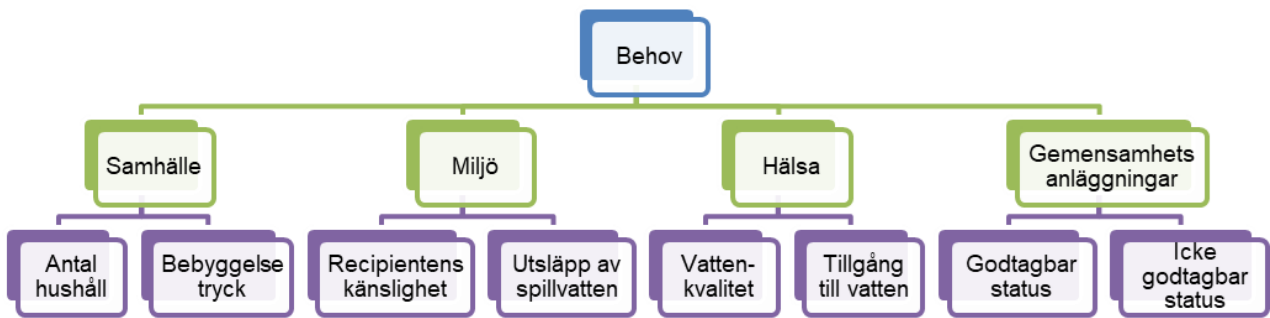 Behov
Samhälle
Miljö
Hälsa
Gemensamhets
anläggningar
Antal
hushåll
Bebyggelse
tryck
Recipientens
känslighet
Utsläpp av
spillvatten
Vatten-
kvalitet
Tillgång
till vatten
Godtagbar
status
Icke
godtagbar
status